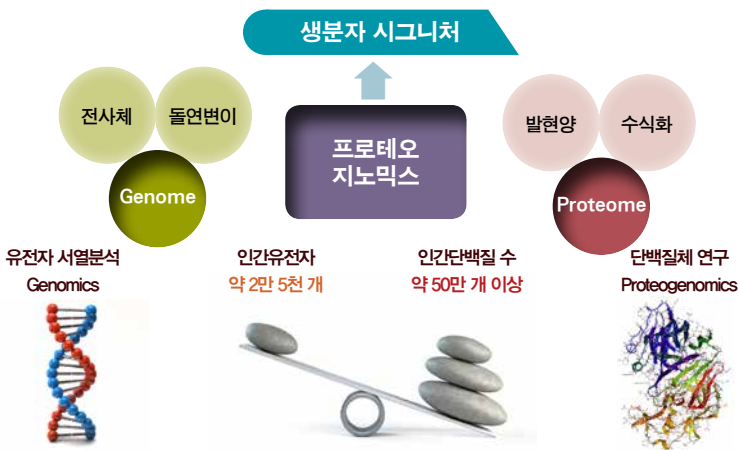 생분자 시그니처
전사체
돌연변이
Genome
프로테오
지노믹스
발현양
수식화
Proteome
유전자 서열분석
Genomics
인간유전자
약 2만 5천 개
인간단백질 수
약 50만 개 이상
단백질체 연구
Proteogenomics